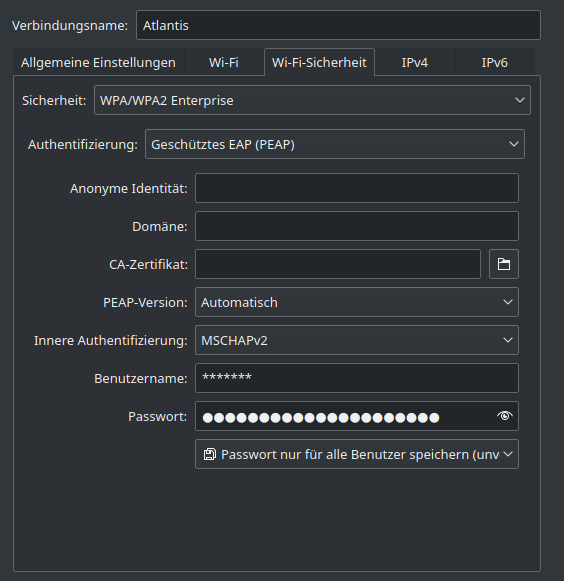 Verbindungsname: Atlantis
Allgemeine Einstellungen Wi-Fi Wi-Fi-Sicherheit IPv4 IPv6
Sicherheit: WPA/WPA2 Enterprise
Authentifizierung: Geschütztes EAP (PEAP)
Anonyme Identität:
Domäne:
CA-Zertifikat:
PEAP-Version: Automatisch
Innere Authentifizierung: MSCHAPv2
Benutzername: *******
Passwort: ●●●●●●●●●●●●●●●●●●●●●
Passwort nur für alle Benutzer speichern (unv